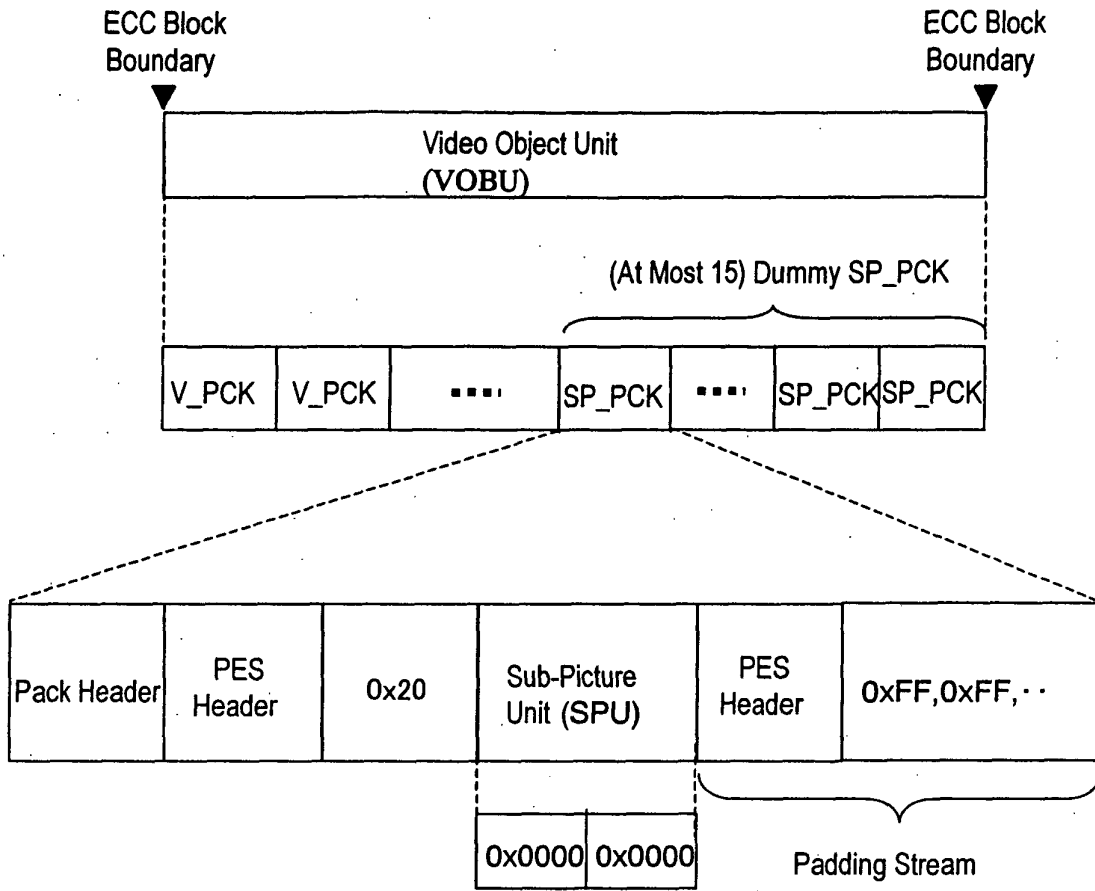 ECC Block
Boundary
ECC Block
Boundary
Video Object Unit
(VOBU)
(At Most 15) Dummy SP_PCK
V_PCK
V_PCK
SP_PCK
SP_PCK
SP_PCK
Pack Header
PES
Header
0x20
Sub-Picture
Unit (SPU)
PES
Header
0xFF,0xFF,··
0x0000
0x0000
Padding Stream